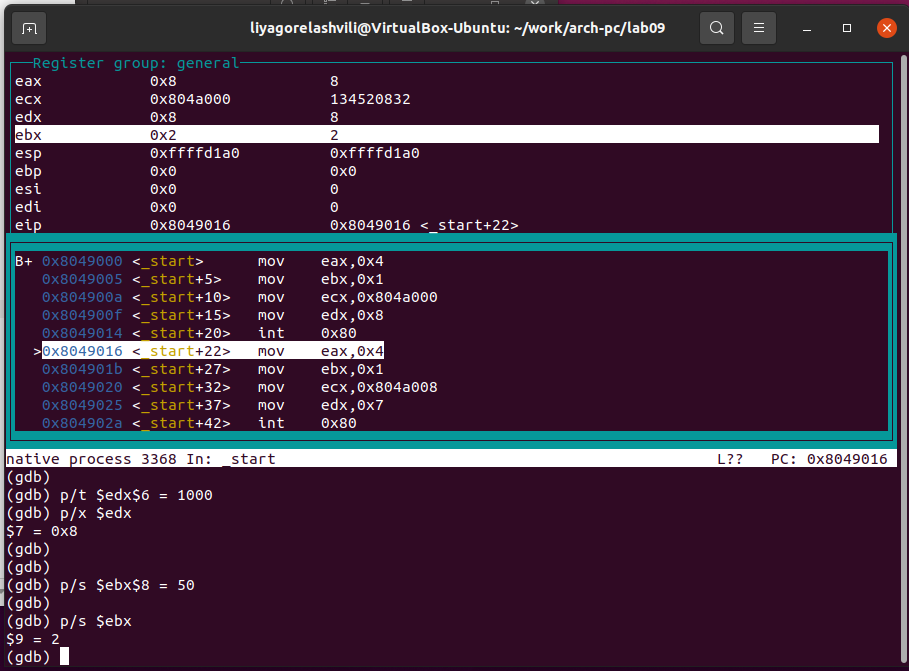 liyagorelashvili@VirtualBox-Ubuntu: ~/work/arch-pc/lab09
Register group: general
eax 0x8 8
ecx 0x804a000 134520832
edx 0x8 8
ebx 0x2 2
esp 0xffffd1a0 0xffffd1a0
ebp 0x0 0x0
esi 0x0 0
edi 0x0 0
eip 0x8049016 0x8049016 <_start+22>
B+ 0x8049000 <_start> mov eax,0x4
0x8049005 <_start+5> mov ebx,0x1
0x804900a <_start+10> mov ecx,0x804a000
0x804900f <_start+15> mov edx,0x8
0x8049014 <_start+20> int 0x80
>0x8049016 <_start+22> mov eax,0x4
0x804901b <_start+27> mov ebx,0x1
0x8049020 <_start+32> mov ecx,0x804a008
0x8049025 <_start+37> mov edx,0x7
0x804902a <_start+42> int 0x80
native process 3368 In: _start L?? PC: 0x8049016
(gdb)
(gdb) p/t $edx$6 = 1000
(gdb) p/x $edx
$7 = 0x8
(gdb)
(gdb)
(gdb) p/s $ebx$8 = 50
(gdb)
(gdb) p/s $ebx
$9 = 2
(gdb)